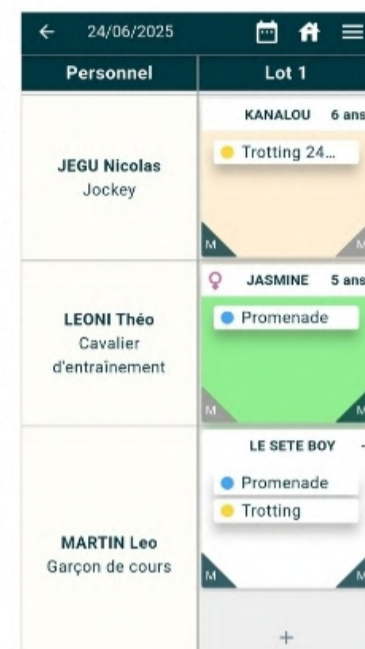 24/06/2025
Personnel
Lot 1
KANALOU 6 ans
JEGU Nicolas
Jockey
Trotting 24...
M
M
JASMINE 5 ans
LEONI Théo
Cavalier
d'entraînement
Promenade
M
M
LE SETE BOY -
MARTIN Leo
Garçon de cours
Promenade
Trotting
M
M
+